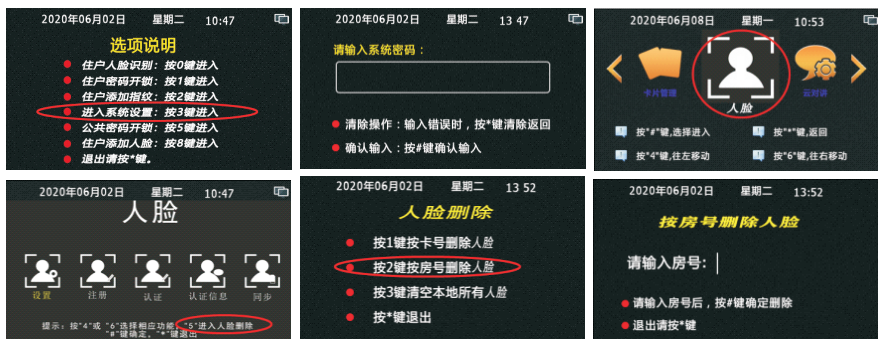 2020年06月02日 星期二 10:47
选项说明
住户人脸识别：按0键进入
住户密码开锁：按1键进入
住户添加指纹：按2键进入
进入系统设置：按3键进入
公共密码开锁：按5键进入
住户添加人脸：按8键进入
退出请按*键。
2020年06月02日 星期二 13 47
请输入系统密码：
清除操作：输入错误时，按*键清除返回
确认输入：按#键确认输入
2020年06月08日 星期一 10:53
卡片管理
人脸
云对讲
按"#"键,选择进入
按"*"键,返回
按"4"键,往左移动
按"6"键,往右移动
2020年06月02日 星期二 10:47
人脸
设置 注册 认证 认证信息 同步
提示：按"4"或 "6"选择相应功能，"5"进入人脸删除
"#"键确定，"*"键退出
2020年06月02日 星期二 13 52
人脸删除
按1键按卡号删除人脸
按2键按房号删除人脸
按3键清空本地所有人脸
按*键退出
2020年06月02日 星期二 13:52
按房号删除人脸
请输入房号:
请输入房号后，按#键确定删除
退出请按*键